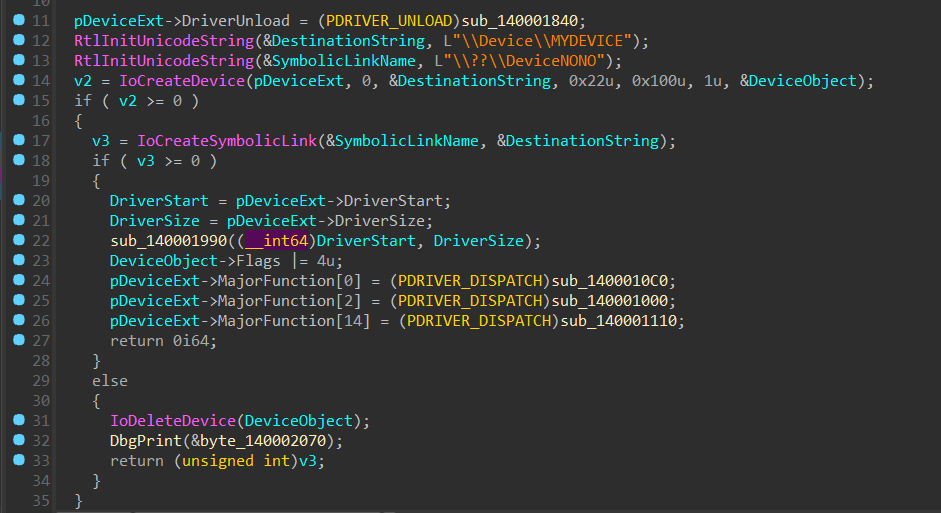 10
11 pDeviceExt->DriverUnload = (PDRIVER_UNLOAD)sub_140001840;
12 RtlInitUnicodeString(&DestinationString, L"\\Device\\MYDEVICE");
13 RtlInitUnicodeString(&SymbolicLinkName, L"\\??\\DeviceNONO");
14 v2 = IoCreateDevice(pDeviceExt, 0, &DestinationString, 0x22u, 0x100u, 1u, &DeviceObject);
15 if ( v2 >= 0 )
16 {
17 v3 = IoCreateSymbolicLink(&SymbolicLinkName, &DestinationString);
18 if ( v3 >= 0 )
19 {
20 DriverStart = pDeviceExt->DriverStart;
21 DriverSize = pDeviceExt->DriverSize;
22 sub_140001990((__int64)DriverStart, DriverSize);
23 DeviceObject->Flags |= 4u;
24 pDeviceExt->MajorFunction[0] = (PDRIVER_DISPATCH)sub_1400010C0;
25 pDeviceExt->MajorFunction[2] = (PDRIVER_DISPATCH)sub_140001000;
26 pDeviceExt->MajorFunction[14] = (PDRIVER_DISPATCH)sub_140001110;
27 return 0i64;
28 }
29 else
30 {
31 IoDeleteDevice(DeviceObject);
32 DbgPrint(&byte_140002070);
33 return (unsigned int)v3;
34 }
35 }